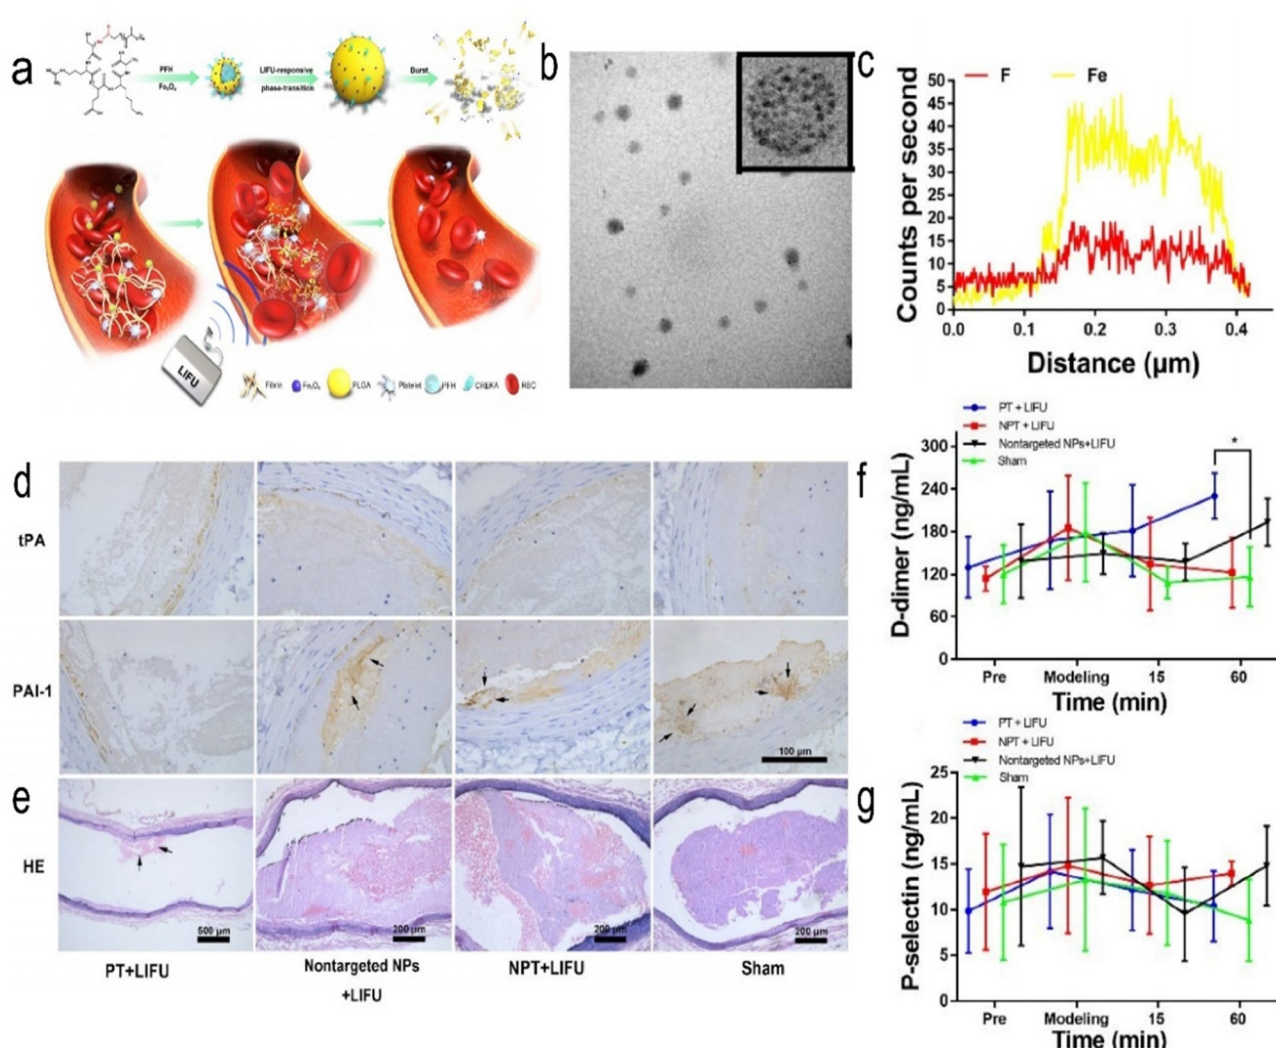 a
PFH
Fe₃O₄
LIFU-responsive
phase-transition
Burst
LIFU
Fibrin
Fe₃O₄
PLGA
Platelet
PFH
CREKA
RBC
b
c
F
Fe
Counts per second
50
45
40
35
30
25
20
15
10
5
0
0.0
0.1
0.2
0.3
0.4
Distance (µm)
d
tPA
PAI-1
100 µm
e
HE
500 µm
200 µm
200 µm
200 µm
PT+LIFU
Nontargeted NPs
+LIFU
NPT+LIFU
Sham
f
PT + LIFU
NPT + LIFU
Nontargeted NPs+LIFU
Sham
*
D-dimer (ng/mL)
300
240
180
120
60
0
Pre
Modeling
15
60
Time (min)
g
PT + LIFU
NPT + LIFU
Nontargeted NPs+LIFU
Sham
P-selectin (ng/mL)
25
20
15
10
5
0
Pre
Modeling
15
60
Time (min)